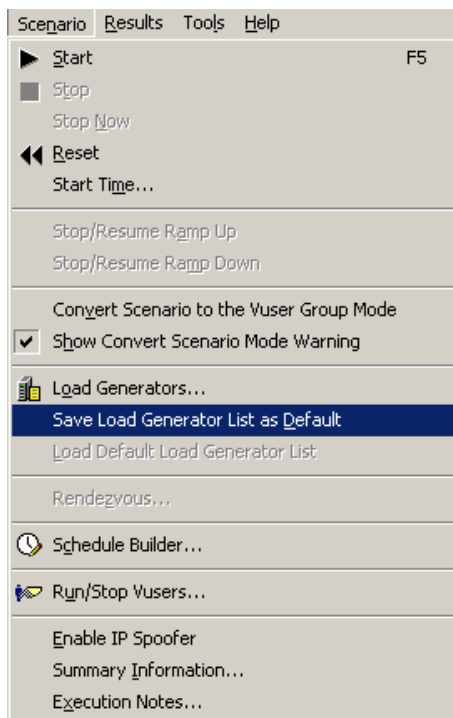 Scenario Results Tools Help
Start F5
Stop
Stop Now
Reset
Start Time...
Stop/Resume Ramp Up
Stop/Resume Ramp Down
Convert Scenario to the Vuser Group Mode
Show Convert Scenario Mode Warning
Load Generators...
Save Load Generator List as Default
Load Default Load Generator List
Rendezvous...
Schedule Builder...
Run/Stop Vusers...
Enable IP Spoofer
Summary Information...
Execution Notes...